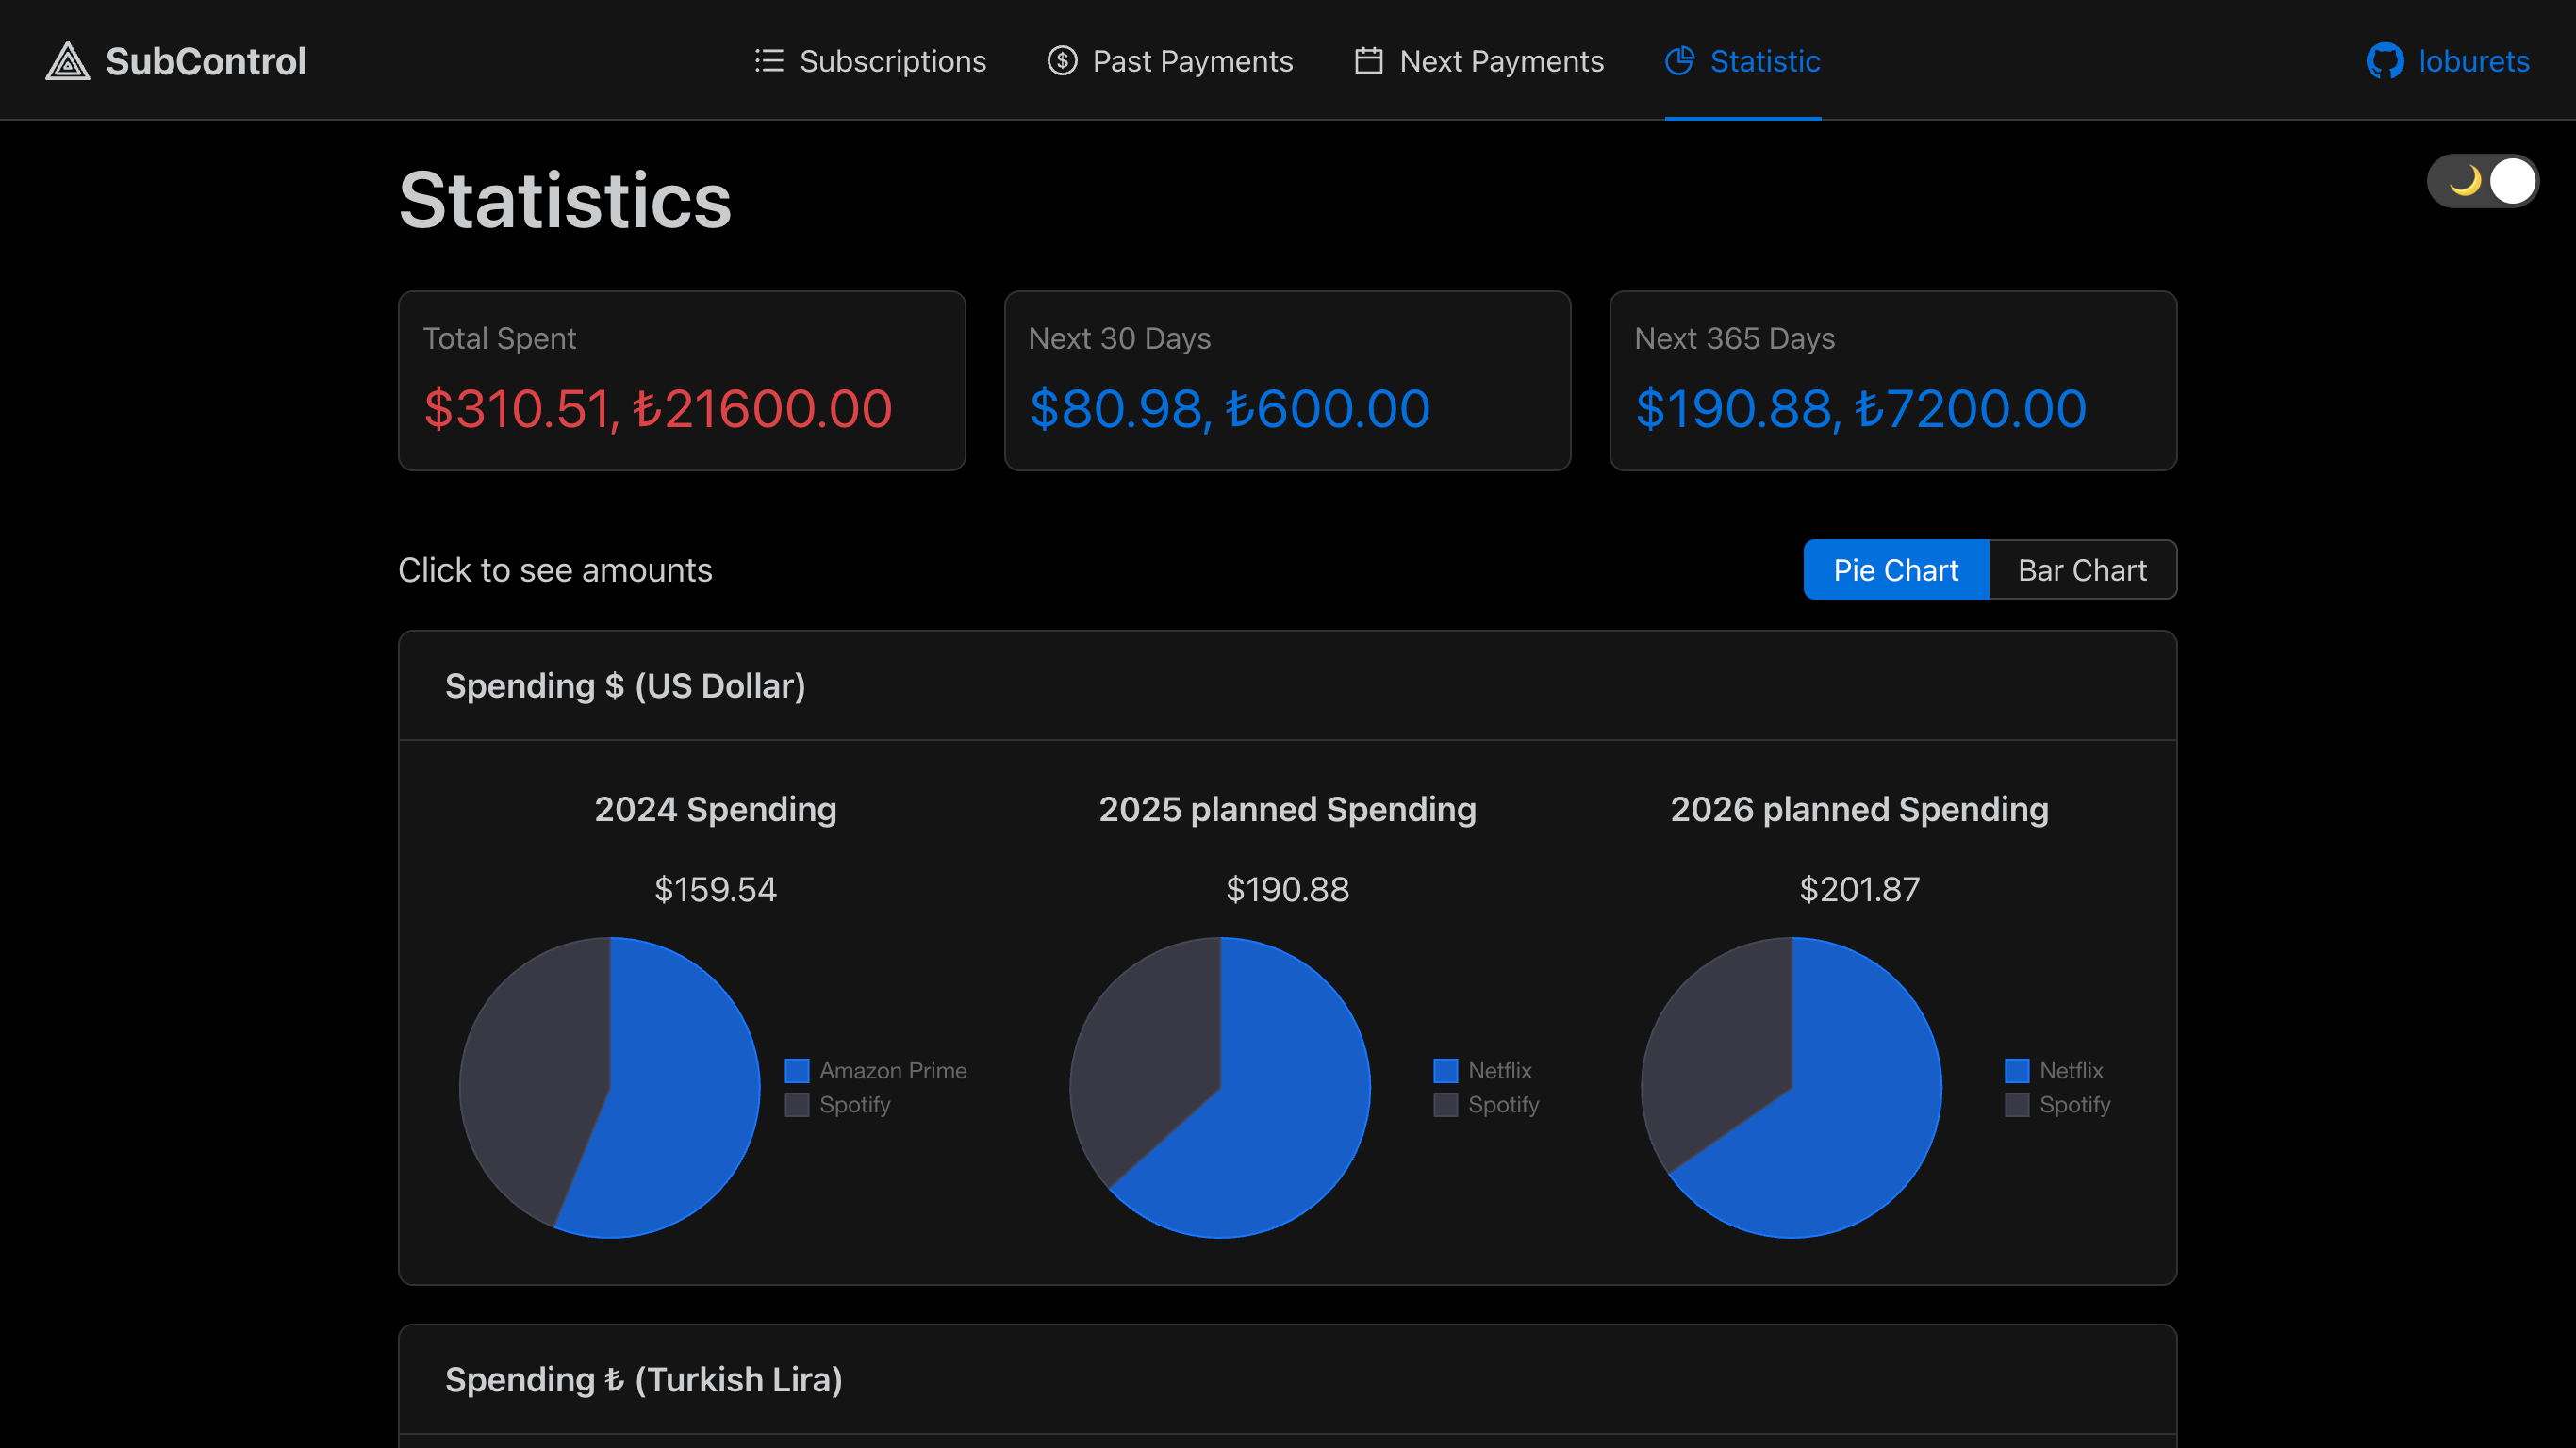 SubControl
Subscriptions
Past Payments
Next Payments
Statistic
loburets
Statistics
Total Spent
$310.51, ₺21600.00
Next 30 Days
$80.98, ₺600.00
Next 365 Days
$190.88, ₺7200.00
Click to see amounts
Pie Chart
Bar Chart
Spending $ (US Dollar)
2024 Spending
$159.54
Amazon Prime
Spotify
2025 planned Spending
$190.88
Netflix
Spotify
2026 planned Spending
$201.87
Netflix
Spotify
Spending ₺ (Turkish Lira)